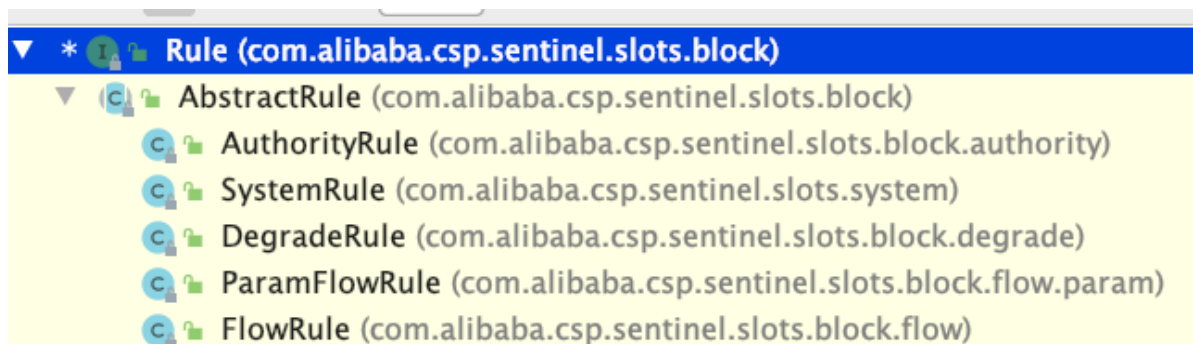 * I Rule (com.alibaba.csp.sentinel.slots.block)
C AbstractRule (com.alibaba.csp.sentinel.slots.block)
C AuthorityRule (com.alibaba.csp.sentinel.slots.block.authority)
C SystemRule (com.alibaba.csp.sentinel.slots.system)
C DegradeRule (com.alibaba.csp.sentinel.slots.block.degrade)
C ParamFlowRule (com.alibaba.csp.sentinel.slots.block.flow.param)
C FlowRule (com.alibaba.csp.sentinel.slots.block.flow)